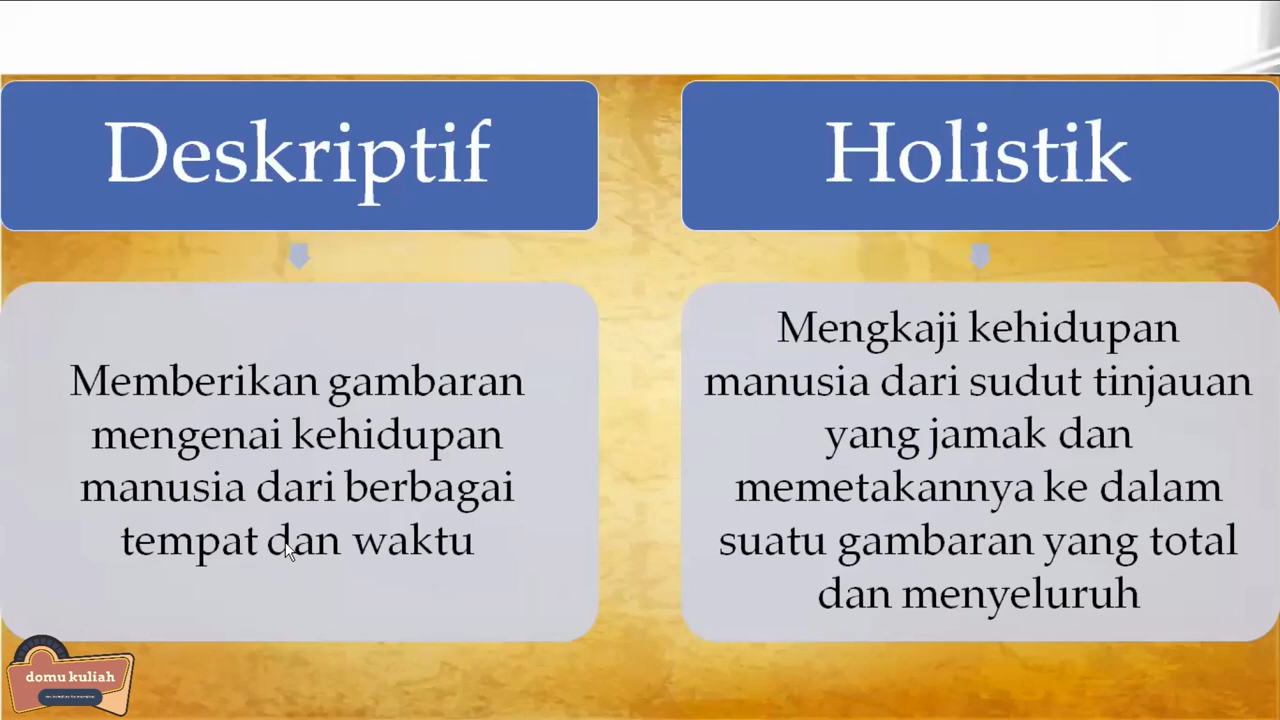 Deskriptif
Memberikan gambaran
mengenai kehidupan
manusia dari berbagai
tempat dan waktu
Holistik
Mengkaji kehidupan
manusia dari sudut tinjauan
yang jamak dan
memetakannya ke dalam
suatu gambaran yang total
dan menyeluruh
domu kuliah